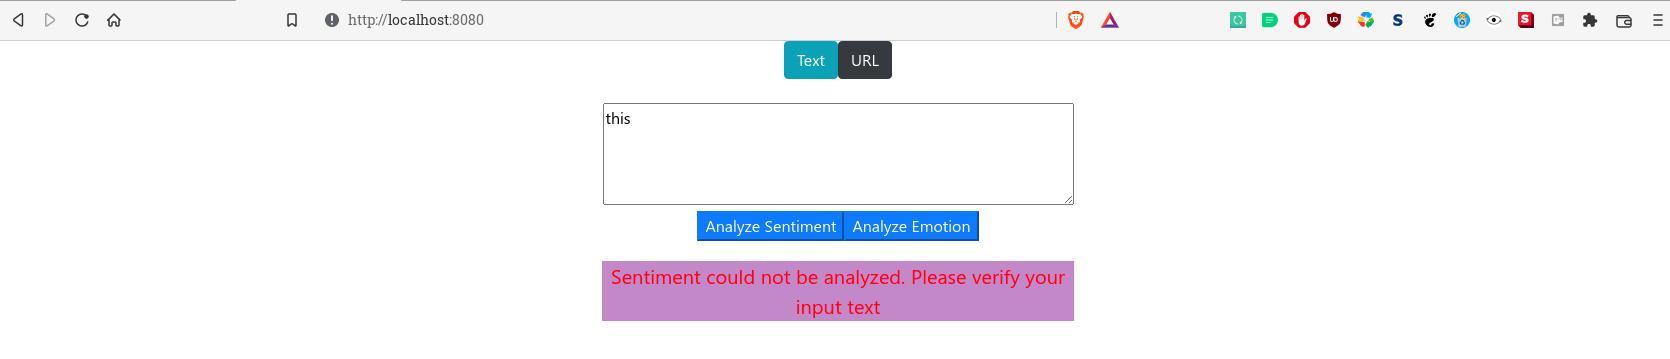 http://localhost:8080
Text URL
this
Analyze Sentiment Analyze Emotion
Sentiment could not be analyzed. Please verify your
input text